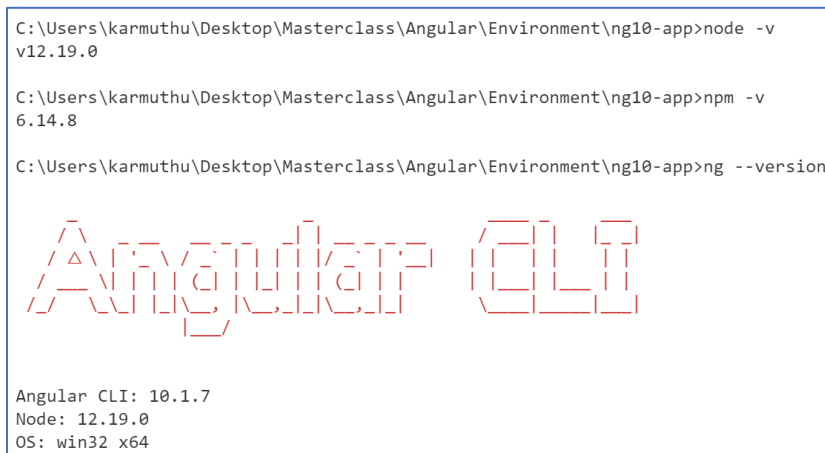 C:\Users\karmuthu\Desktop\Masterclass\Angular\Environment\ng10-app>node -v
v12.19.0
C:\Users\karmuthu\Desktop\Masterclass\Angular\Environment\ng10-app>npm -v
6.14.8
C:\Users\karmuthu\Desktop\Masterclass\Angular\Environment\ng10-app>ng --version
Angular CLI
Angular CLI: 10.1.7
Node: 12.19.0
OS: win32 x64